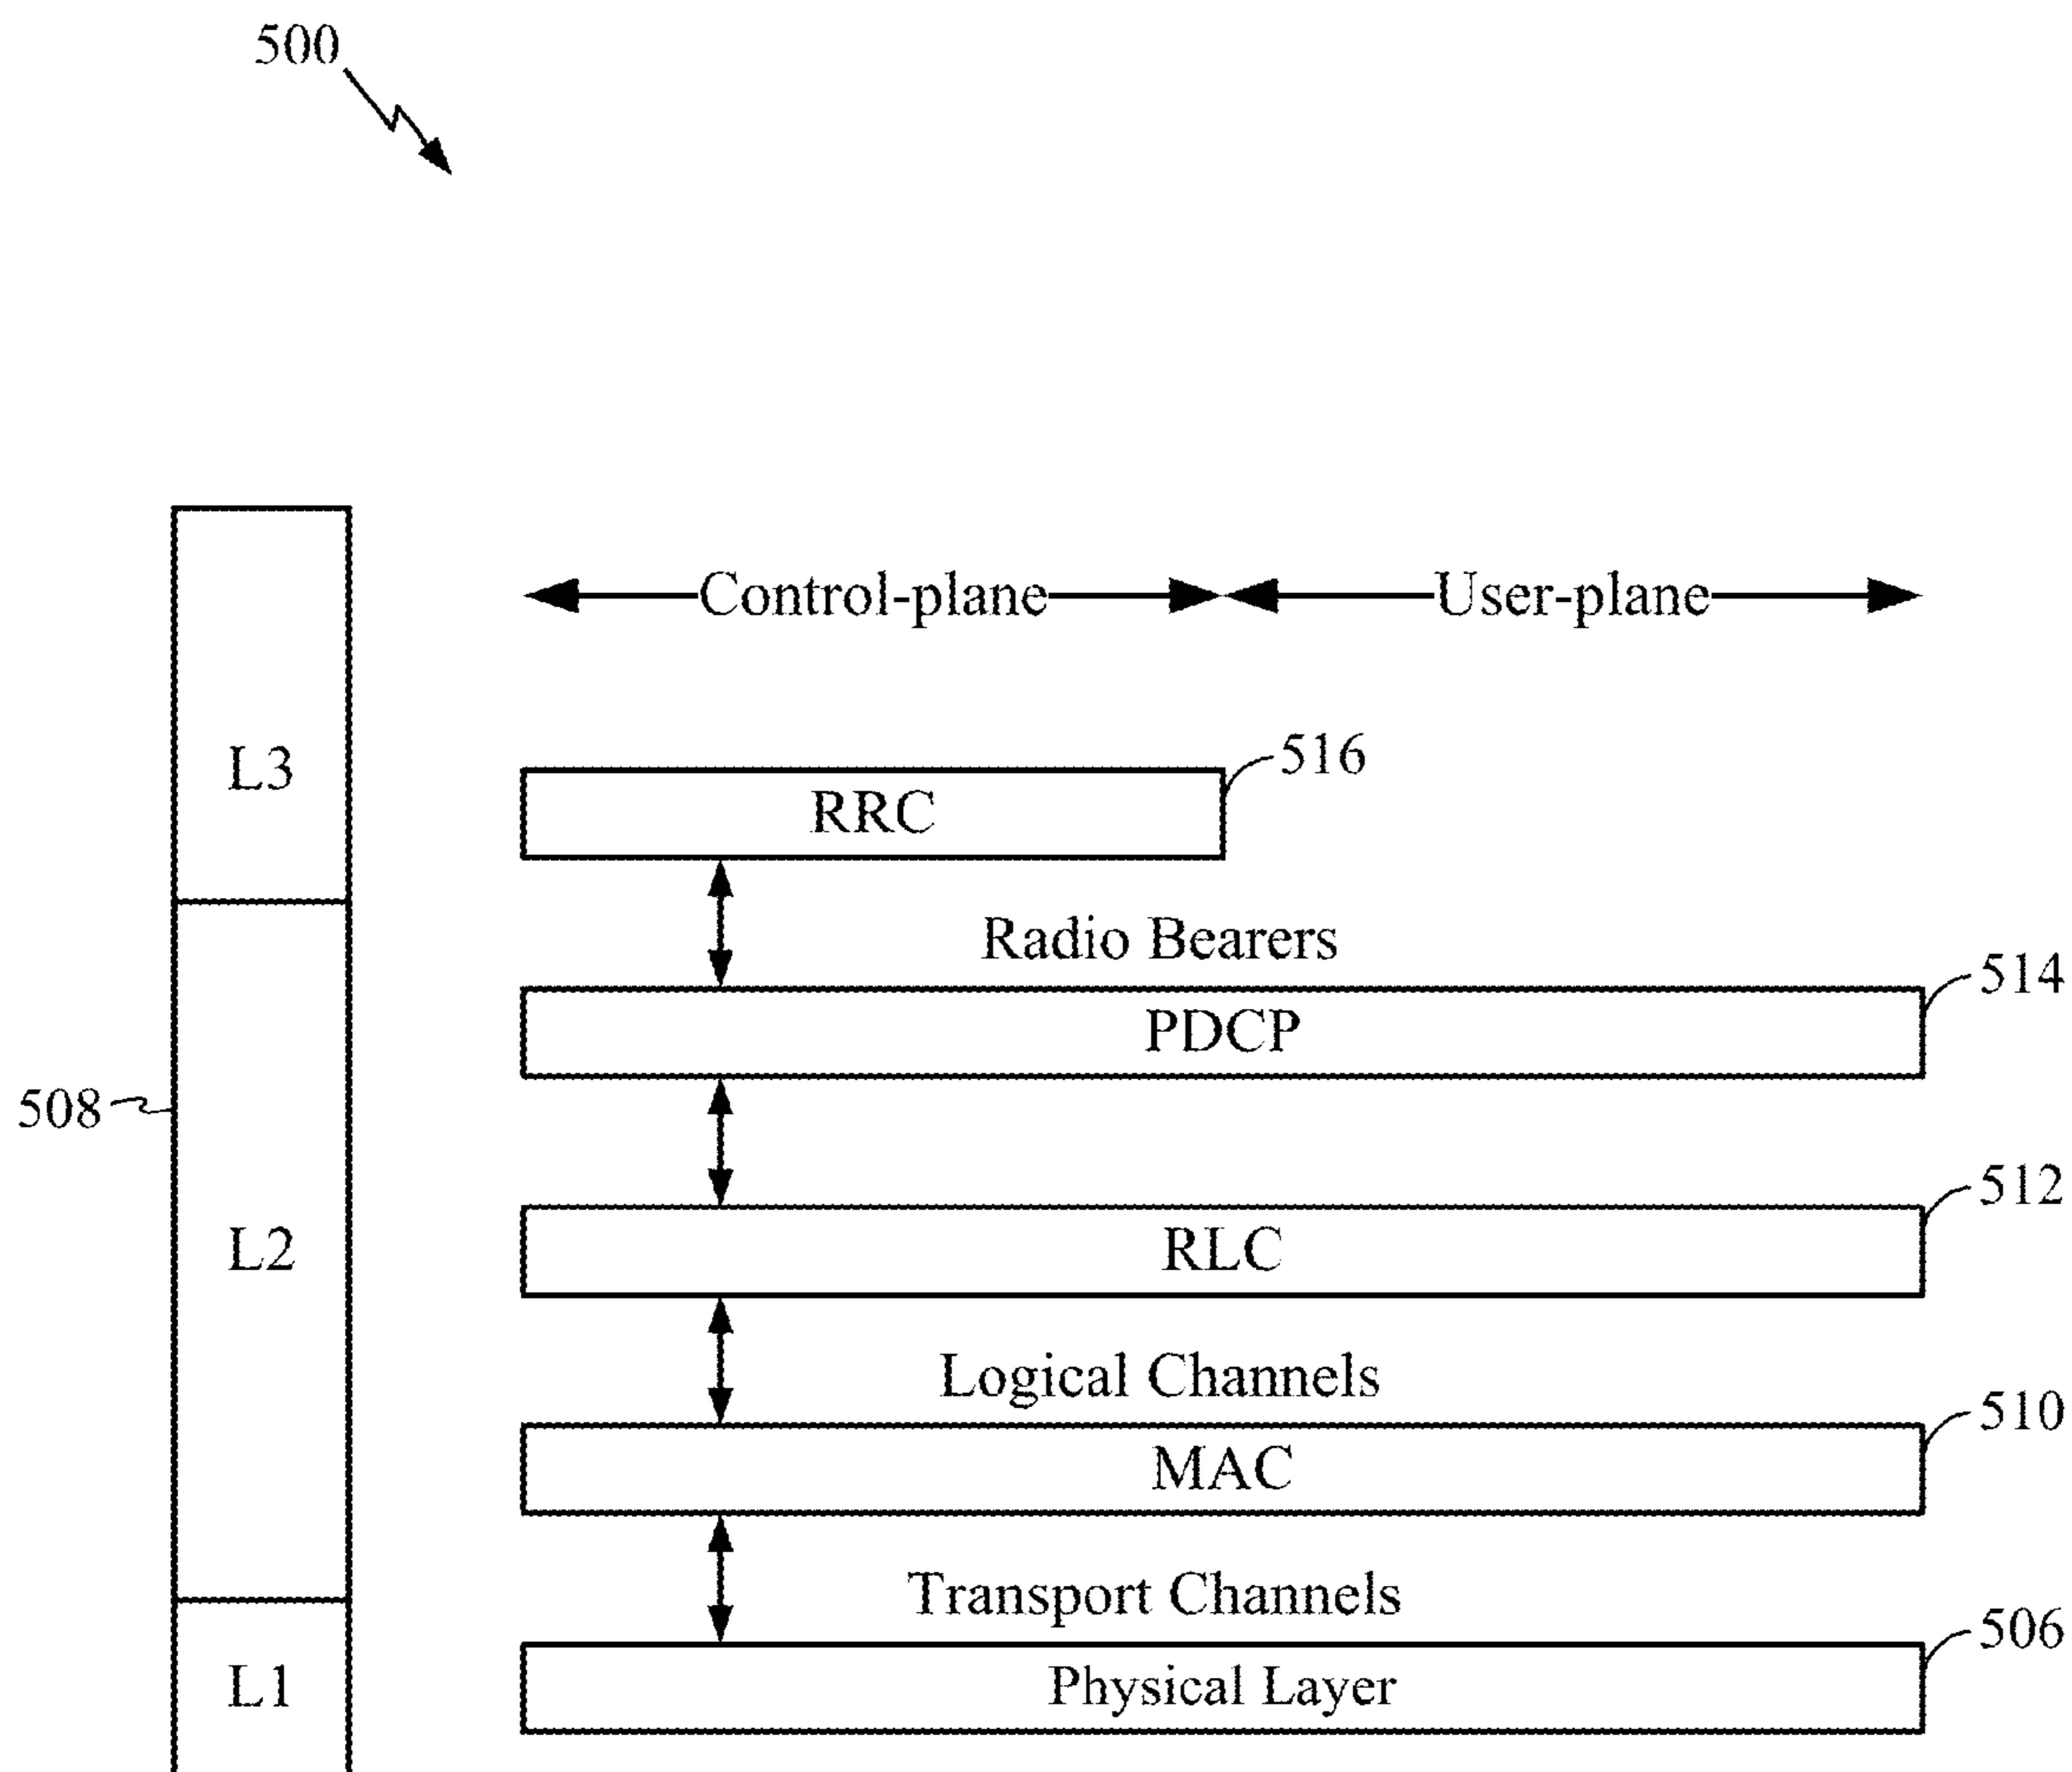 500
Control-plane
User-plane
L3
516
RRC
Radio Bearers
514
PDCP
508
512
L2
RLC
Logical Channels
510
MAC
Transport Channels
506
L1
Physical Layer